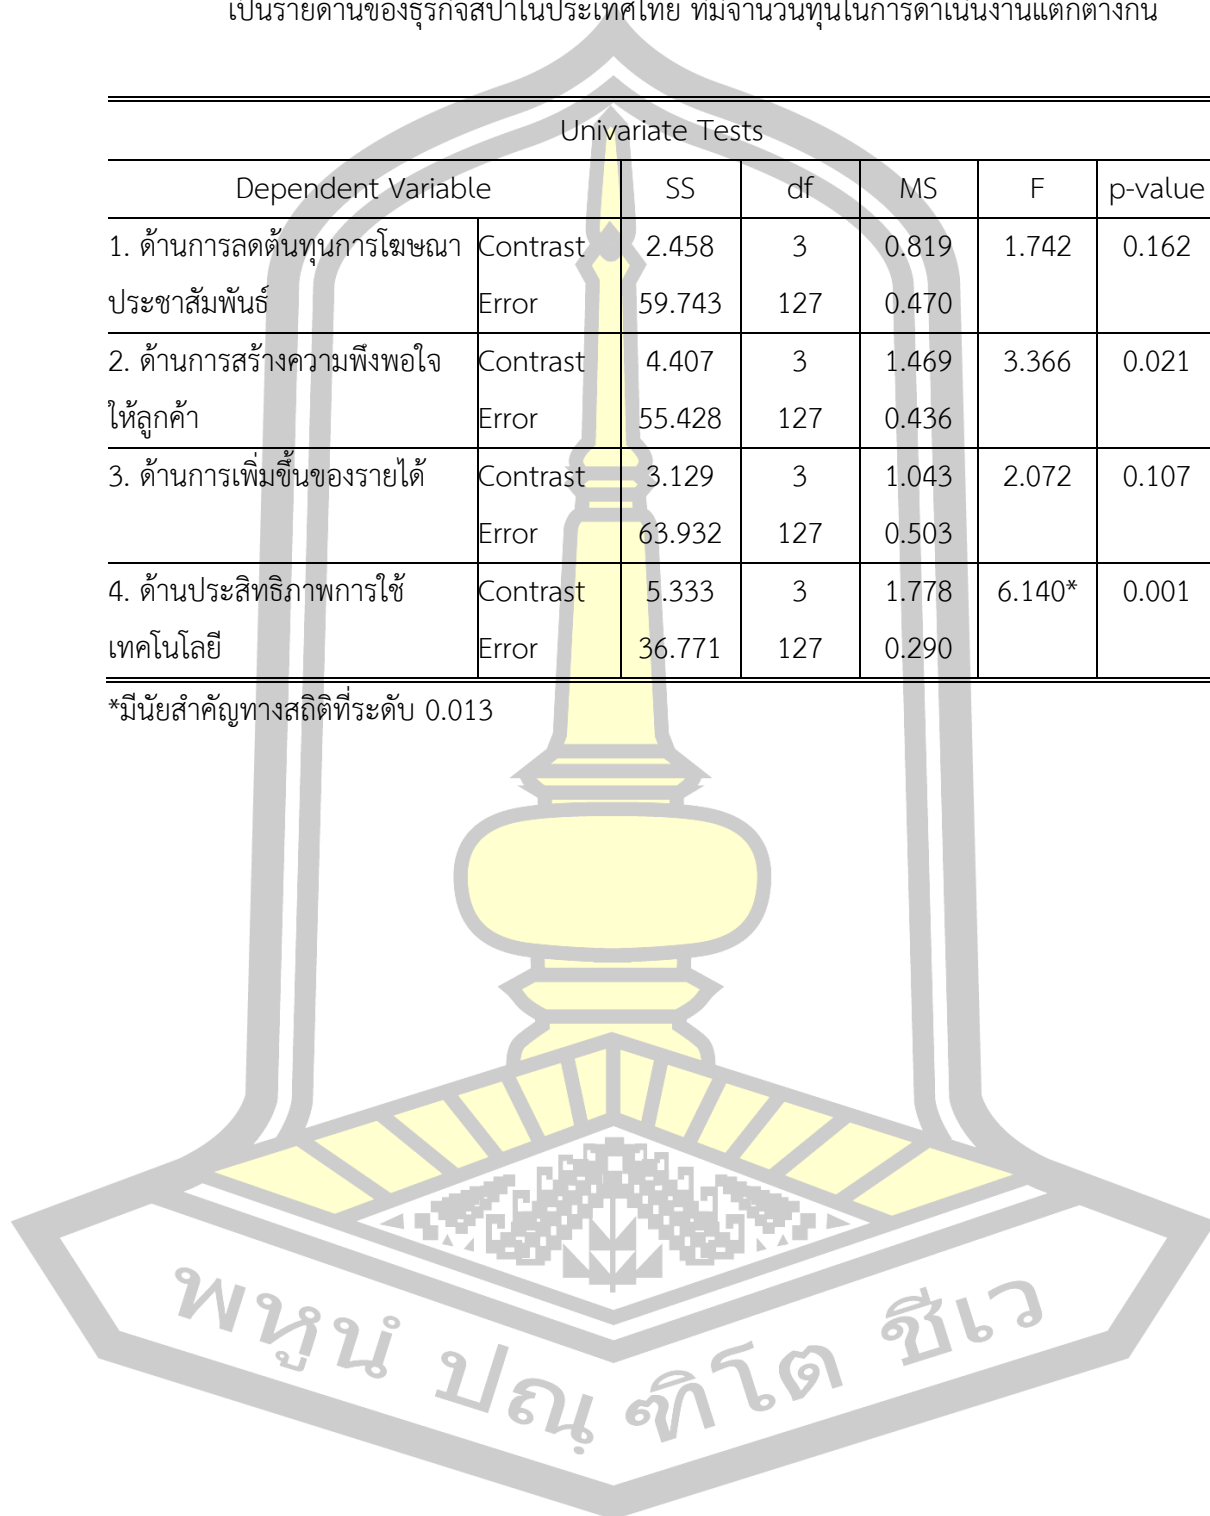 เป็นรายด้านของธุรกิจสปาในประเทศไทย ที่มีจำนวนทุนในการดำเนินงานแตกต่างกัน
Univariate Tests
Dependent Variable SS df MS F p-value
1. ด้านการลดต้นทุนการโฆษณา Contrast 2.458 3 0.819 1.742 0.162
ประชาสัมพันธ์ Error 59.743 127 0.470
2. ด้านการสร้างความพึงพอใจ Contrast 4.407 3 1.469 3.366 0.021
ให้ลูกค้า Error 55.428 127 0.436
3. ด้านการเพิ่มขึ้นของรายได้ Contrast 3.129 3 1.043 2.072 0.107
Error 63.932 127 0.503
4. ด้านประสิทธิภาพการใช้ Contrast 5.333 3 1.778 6.140* 0.001
เทคโนโลยี Error 36.771 127 0.290
*มีนัยสำคัญทางสถิติที่ระดับ 0.013
พหูนํ ปณฺฑิโต ชีเว